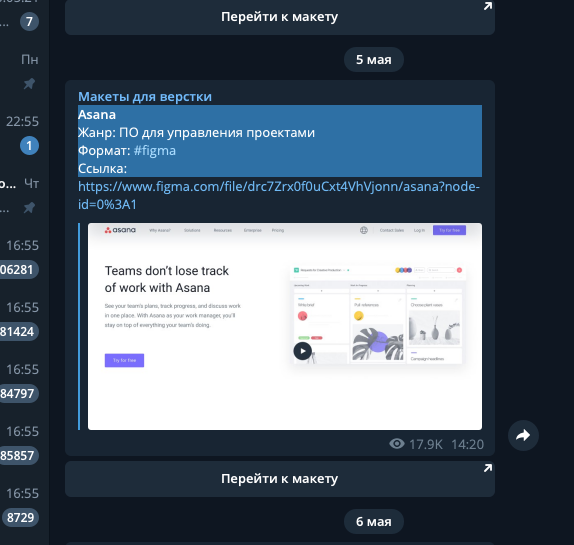 7
Пн
22:55
1
о... Чт
16:55
06281
16:55
81424
16:55
84797
16:55
85857
16:55
8729
Перейти к макету
5 мая
Макеты для верстки
Asana
Жанр: ПО для управления проектами
Формат: #figma
Ссылка:
https://www.figma.com/file/drc7Zrx0f0uCxt4VhVjonn/asana?node-
id=0%3A1
asana Why Asana? Solutions Resources Enterprise Pricing Contact Sales Log in Try for free
Teams don't lose track
of work with Asana
See your team's plans, track progress, and discuss work
in one place. With Asana as your work manager, you'll
stay on top of everything your team's doing.
Try for free
17.9K 14:20
Перейти к макету
6 мая